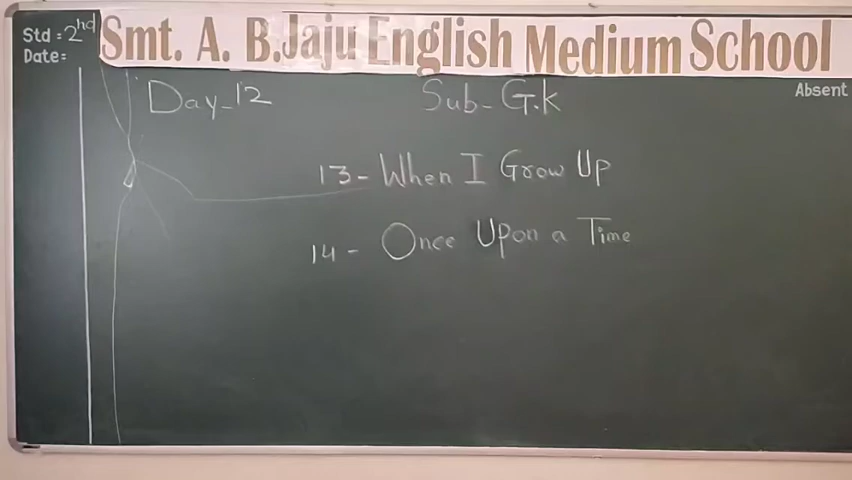 Std : 2nd Smt. A. B. Jaju English Medium School
Date:
Absent
Day-12 Sub- G.K
13- When I Grow Up
14- Once Upon a Time